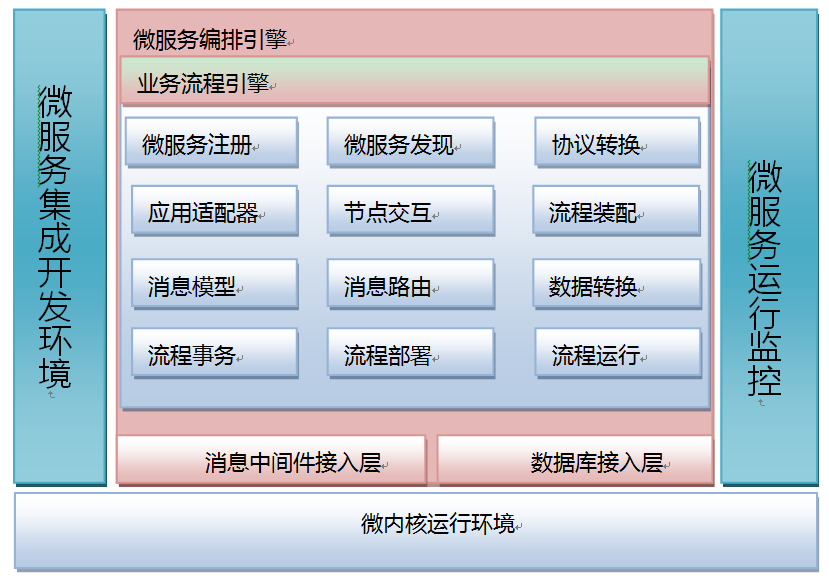 微服务集成开发环境
微服务编排引擎
业务流程引擎
微服务注册
微服务发现
协议转换
应用适配器
节点交互
流程装配
消息模型
消息路由
数据转换
流程事务
流程部署
流程运行
消息中间件接入层
数据库接入层
微服务运行监控
微内核运行环境